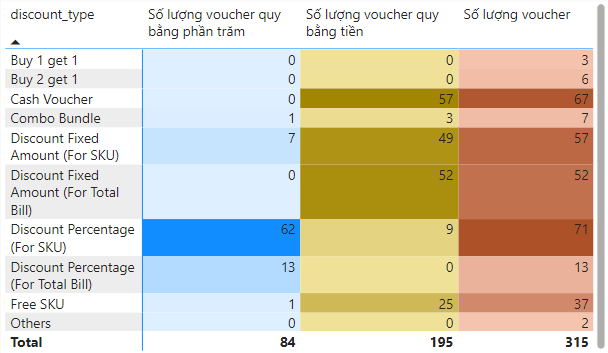 discount_type Số lượng voucher quy Số lượng voucher quy Số lượng voucher
bằng phần trăm bằng tiền
Buy 1 get 1 0 0 3
Buy 2 get 1 0 0 6
Cash Voucher 0 57 67
Combo Bundle 1 3 7
Discount Fixed 7 49 57
Amount (For SKU)
Discount Fixed 0 52 52
Amount (For Total
Bill)
Discount Percentage 62 9 71
(For SKU)
Discount Percentage 13 0 13
(For Total Bill)
Free SKU 1 25 37
Others 0 0 2
Total 84 195 315